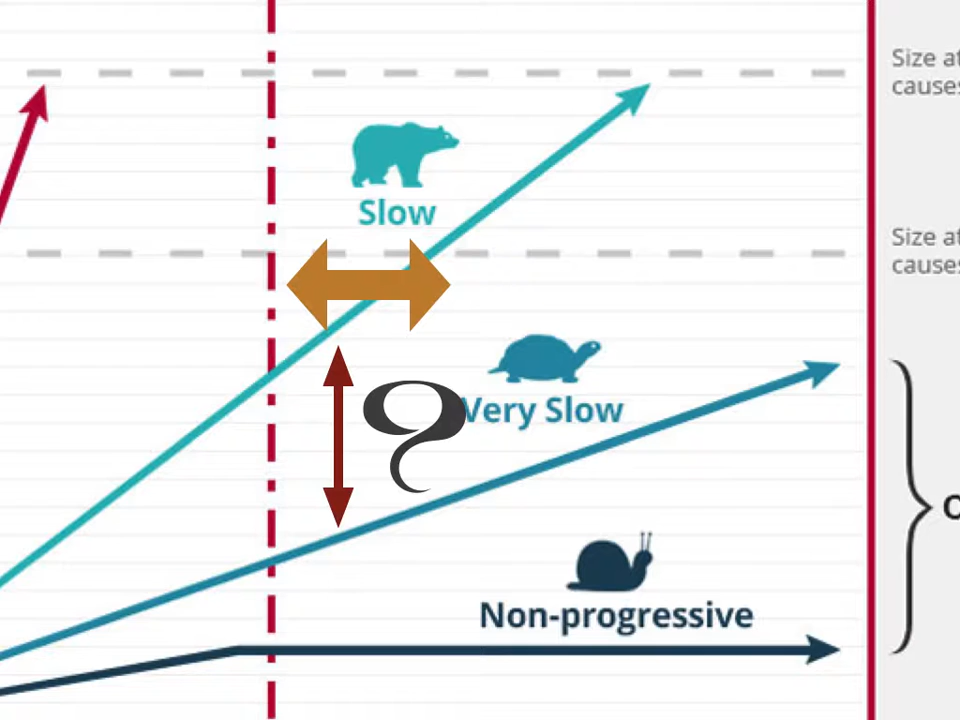 Size at
causes
Slow
Size at
causes
Very Slow
Non-progressive